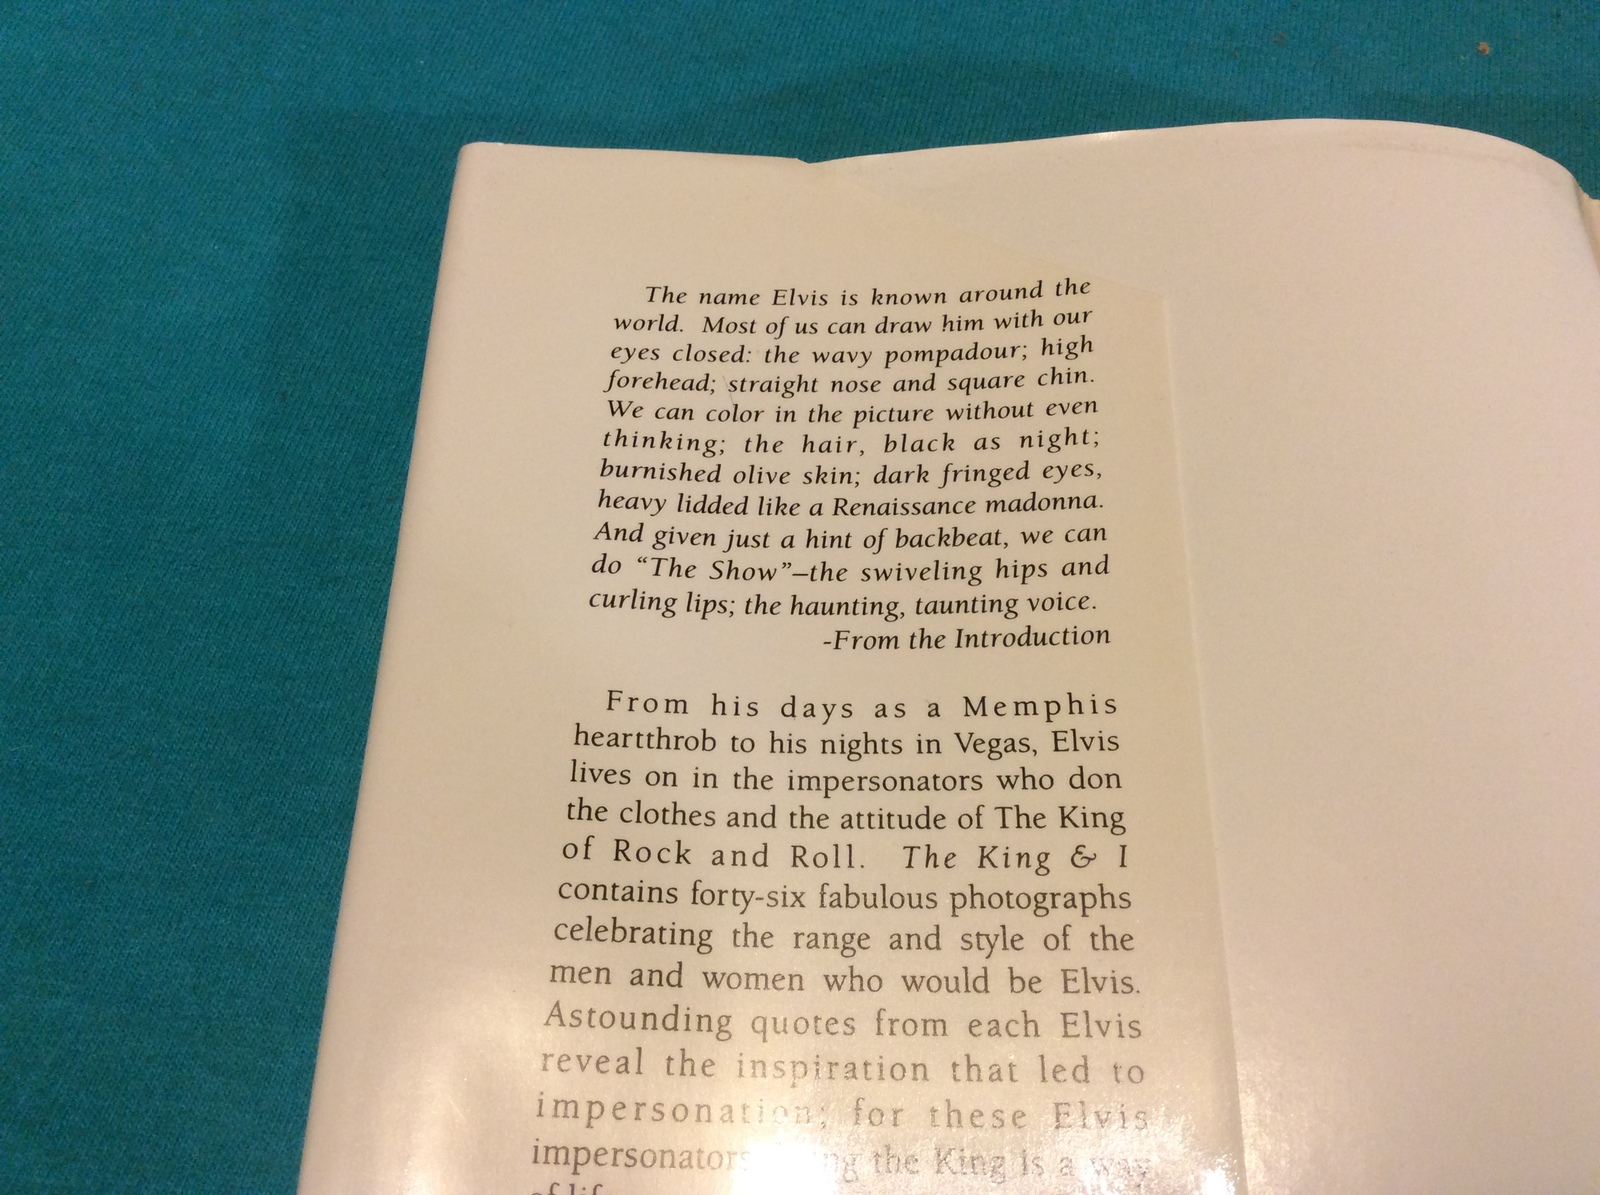 The name Elvis is known around the
world. Most of us can draw him with our
eyes closed: the wavy pompadour; high
forehead; straight nose and square chin.
We can color in the picture without even
thinking; the hair, black as night;
burnished olive skin; dark fringed eyes,
heavy lidded like a Renaissance madonna.
And given just a hint of backbeat, we can
do “The Show”—the swiveling hips and
curling lips; the haunting, taunting voice.
-From the Introduction
From his days as a Memphis
heartthrob to his nights in Vegas, Elvis
lives on in the impersonators who don
the clothes and the attitude of The King
of Rock and Roll. The King & I
contains forty-six fabulous photographs
celebrating the range and style of the
men and women who would be Elvis.
Astounding quotes from each Elvis
reveal the inspiration that led to
impersonation; for these Elvis
impersonators the King is a way